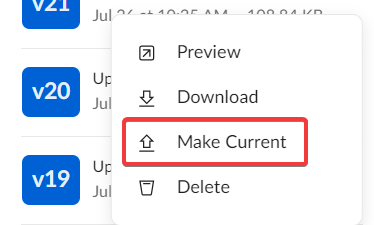 v21
Preview
Download
Make Current
Delete
v20
Up
Jul
v19
Up
Jul